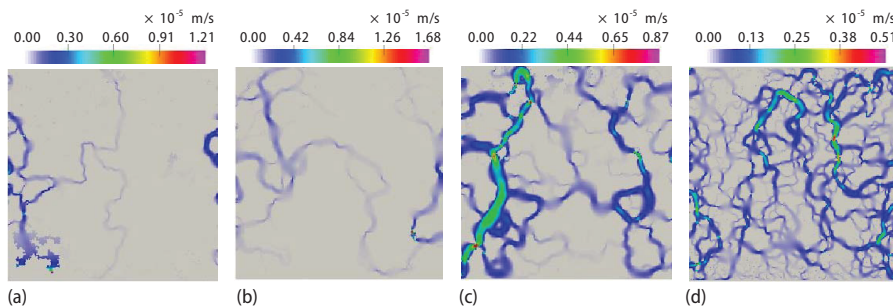 × 10-5 m/s
0.00 0.30 0.60 0.91 1.21
(a)
× 10-5 m/s
0.00 0.42 0.84 1.26 1.68
(b)
× 10-5 m/s
0.00 0.22 0.44 0.65 0.87
(c)
× 10-5 m/s
0.00 0.13 0.25 0.38 0.51
(d)